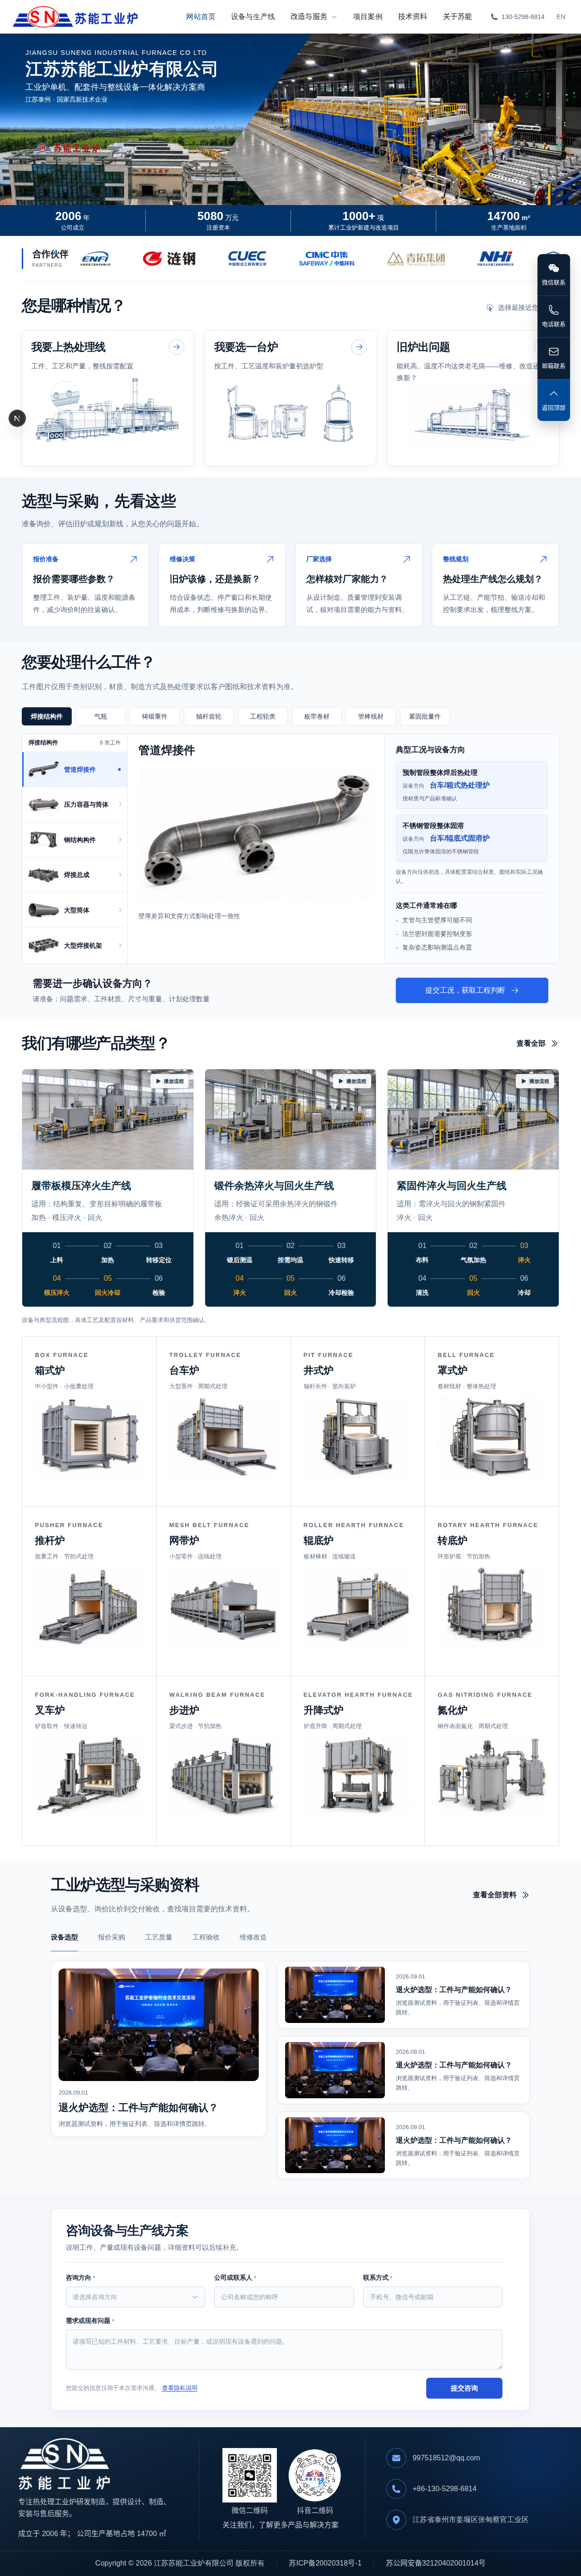 SN
苏能工业炉
网站首页
设备与生产线
改造与服务
项目案例
技术资料
关于苏能
130-5298-6814
EN
JIANGSU SUNENG INDUSTRIAL FURNACE CO LTD
江苏苏能工业炉有限公司
工业炉单机、配套件与整线设备一体化解决方案商
江苏泰州 · 国家高新技术企业
2006 年
公司成立
5080 万元
注册资本
1000+ 项
累计工业炉新建与改造项目
14700 m²
生产基地面积
合作伙伴
PARTNERS
ENFI
涟钢
CUEC
CIMC 中集
SAFEWAY / 中集环科
青拓集团
NHi
微信联系
电话联系
邮箱联系
返回顶部
您是哪种情况？
选择最接近您
我要上热处理线
工件、工艺和产量，整线按需配置
我要选一台炉
按工件、工艺温度和装炉量初选炉型
旧炉出问题
能耗高、温度不均这类老毛病——维修、改造还
换新？
N
选型与采购，先看这些
准备询价、评估旧炉或规划新线，从您关心的问题开始。
报价准备
报价需要哪些参数？
整理工件、装炉量、温度和能源条
件，减少询价时的往返确认。
维修决策
旧炉该修，还是换新？
结合设备状态、停产窗口和长期使
用成本，判断维修与换新的边界。
厂家选择
怎样核对厂家能力？
从设计制造、质量管理到安装调
试，核对项目需要的能力与资料。
整线规划
热处理生产线怎么规划？
从工艺链、产能节拍、输送冷却和
控制要求出发，梳理整线方案。
您要处理什么工件？
工件图片仅用于类别识别，材质、制造方式及热处理要求以客户图纸和技术资料为准。
焊接结构件
气瓶
铸锻重件
轴杆齿轮
工程轮类
板带卷材
管棒线材
紧固批量件
焊接结构件
6 类工件
管道焊接件
压力容器与筒体
钢结构构件
焊接总成
大型筒体
大型焊接机架
管道焊接件
壁厚差异和支撑方式影响处理一致性
典型工况与设备方向
预制管段整体焊后热处理
设备方向 台车/箱式热处理炉
按材质与产品标准确认
不锈钢管段整体固溶
设备方向 台车/辊底式固溶炉
仅限允许整体固溶的不锈钢管段
设备方向仅供初选，具体配置需结合材质、图纸和实际工况确
认。
这类工件通常难在哪
· 支管与主管壁厚可能不同
· 法兰密封面需要控制变形
· 复杂姿态影响测温点布置
需要进一步确认设备方向？
请准备：问题需求、工件材质、尺寸与重量、计划处理数量
提交工况，获取工程判断
我们有哪些产品类型？
查看全部
播放流程
履带板模压淬火生产线
适用：结构重复、变形目标明确的履带板
加热 · 模压淬火 · 回火
01
02
03
上料
加热
转移定位
04
05
06
模压淬火
回火冷却
检验
播放流程
锻件余热淬火与回火生产线
适用：经验证可采用余热淬火的钢锻件
余热淬火 · 回火
01
02
03
锻后测温
按需均温
快速转移
04
05
06
淬火
回火
冷却检验
播放流程
紧固件淬火与回火生产线
适用：需淬火与回火的钢制紧固件
淬火 · 回火
01
02
03
布料
气氛加热
淬火
04
05
06
清洗
回火
冷却
设备与典型流程图，具体工艺及配置按材料、产品要求和供货范围确认。
BOX FURNACE
箱式炉
中小型件 · 小批量处理
TROLLEY FURNACE
台车炉
大型重件 · 周期式处理
PIT FURNACE
井式炉
轴杆长件 · 竖向装炉
BELL FURNACE
罩式炉
卷材线材 · 整体热处理
PUSHER FURNACE
推杆炉
批量工件 · 节拍式处理
MESH BELT FURNACE
网带炉
小型零件 · 连续处理
ROLLER HEARTH FURNACE
辊底炉
板材棒材 · 连续输送
ROTARY HEARTH FURNACE
转底炉
环形炉底 · 节拍加热
FORK-HANDLING FURNACE
叉车炉
铲齿取件 · 快速转运
WALKING BEAM FURNACE
步进炉
梁式步进 · 节拍加热
ELEVATOR HEARTH FURNACE
升降式炉
炉底升降 · 周期式处理
GAS NITRIDING FURNACE
氮化炉
钢件表面氮化 · 周期式处理
工业炉选型与采购资料
从设备选型、询价比价到交付验收，查找项目需要的技术资料。
查看全部资料
设备选型
报价采购
工艺质量
工程验收
维修改造
苏能工业炉参加行业技术交流活动
2026.09.01
退火炉选型：工件与产能如何确认？
浏览器测试资料，用于验证列表、筛选和详情页跳转。
2026.09.01
退火炉选型：工件与产能如何确认？
浏览器测试资料，用于验证列表、筛选和详情页
跳转。
2026.09.01
退火炉选型：工件与产能如何确认？
浏览器测试资料，用于验证列表、筛选和详情页
跳转。
2026.09.01
退火炉选型：工件与产能如何确认？
浏览器测试资料，用于验证列表、筛选和详情页
跳转。
咨询设备与生产线方案
说明工件、产量或现有设备问题，详细资料可以后续补充。
咨询方向 *
公司或联系人 *
联系方式 *
请选择咨询方向
公司名称或您的称呼
手机号、微信号或邮箱
需求或现有问题 *
请填写已知的工件材料、工艺要求、目标产量，或说明现有设备遇到的问题。
您提交的信息仅用于本次需求沟通。 查看隐私说明
提交咨询
SN
苏能工业炉
专注热处理工业炉研发制造，提供设计、制造、
安装与售后服务。
成立于 2006 年； 公司生产基地占地 14700 ㎡
微信二维码
抖音二维码
关注我们，了解更多产品与解决方案
997518512@qq.com
+86-130-5298-6814
江苏省泰州市姜堰区张甸蔡官工业区
Copyright © 2026 江苏苏能工业炉有限公司 版权所有
苏ICP备20020318号-1
苏公网安备32120402001014号